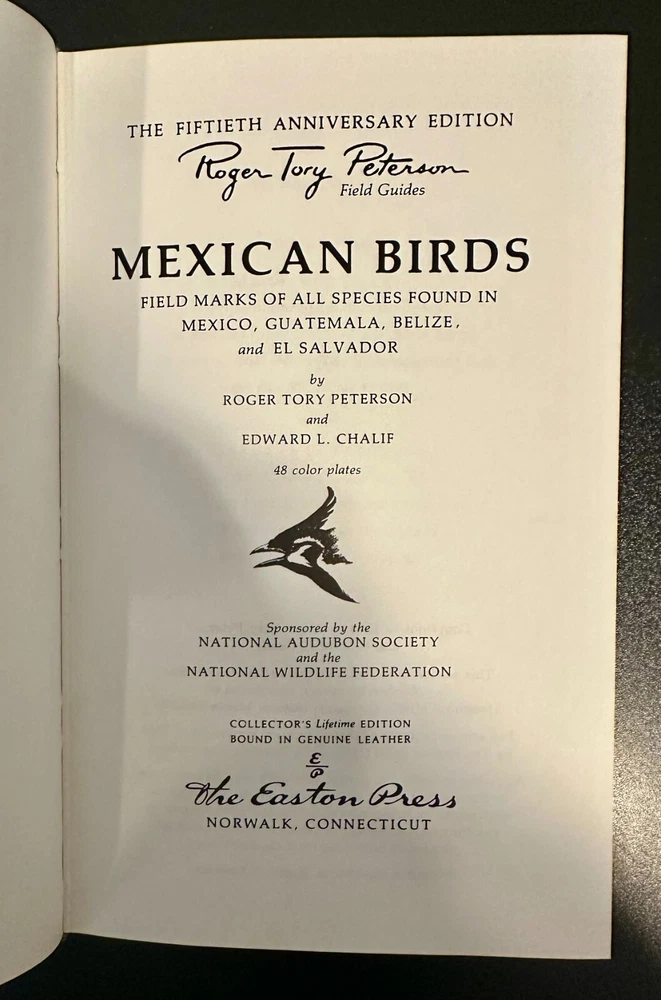 THE FIFTIETH ANNIVERSARY EDITION
Roger Tory Peterson
Field Guides
MEXICAN BIRDS
FIELD MARKS OF ALL SPECIES FOUND IN
MEXICO, GUATEMALA, BELIZE,
and EL SALVADOR
by
ROGER TORY PETERSON
and
EDWARD L. CHALIF
48 color plates
Sponsored by the
NATIONAL AUDUBON SOCIETY
and the
NATIONAL WILDLIFE FEDERATION
COLLECTOR'S Lifetime EDITION
BOUND IN GENUINE LEATHER
E
P
The Easton Press
NORWALK, CONNECTICUT